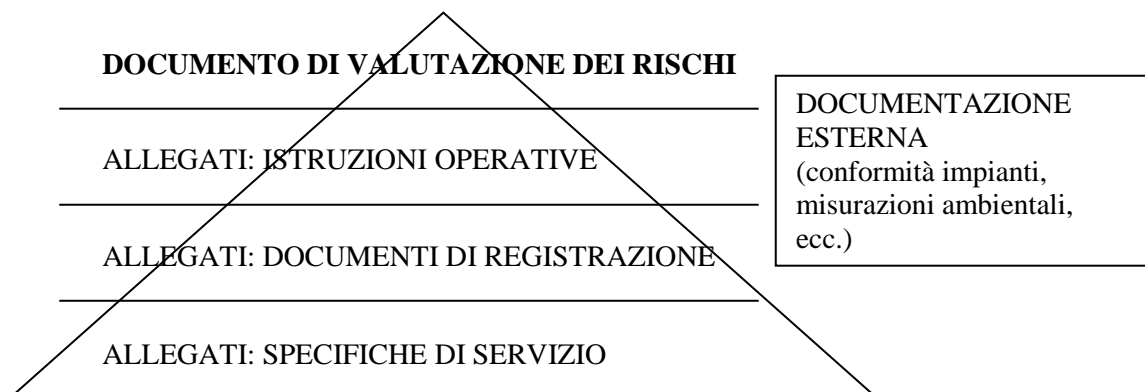 DOCUMENTO DI VALUTAZIONE DEI RISCHI
ALLEGATI: ISTRUZIONI OPERATIVE
ALLEGATI: DOCUMENTI DI REGISTRAZIONE
ALLEGATI: SPECIFICHE DI SERVIZIO
DOCUMENTAZIONE
ESTERNA
(conformità impianti,
misurazioni ambientali,
ecc.)